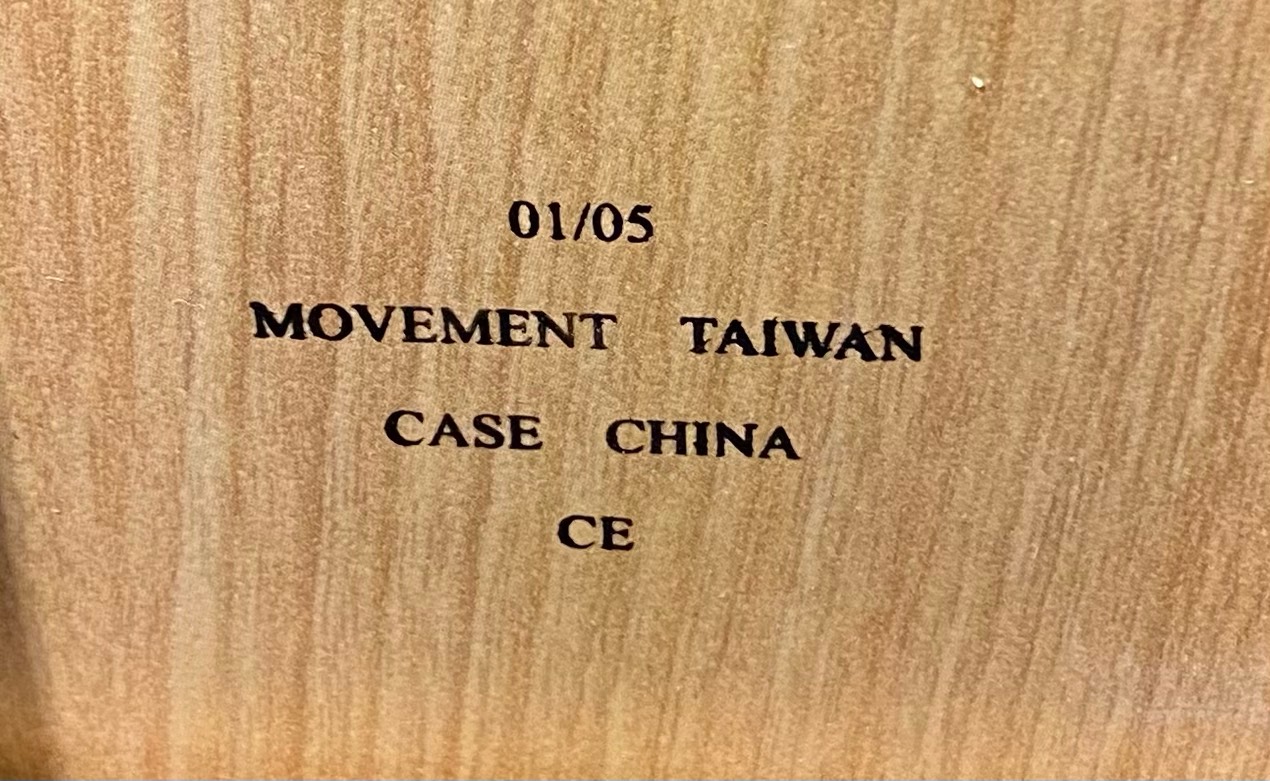 01/05
MOVEMENT TAIWAN
CASE CHINA
CE